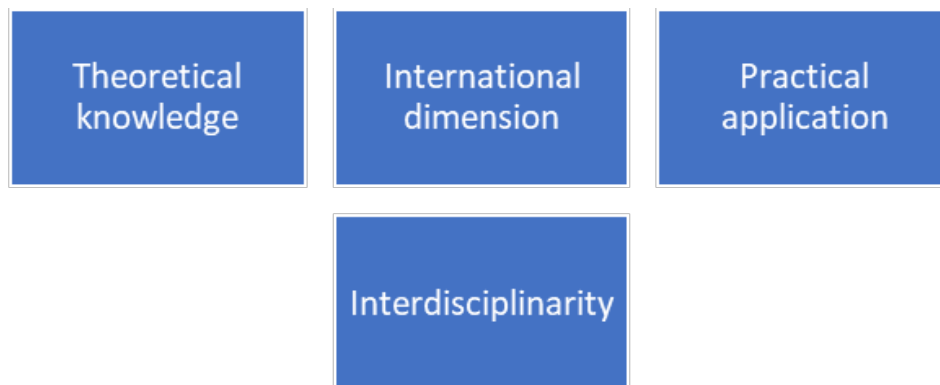 Theoretical
knowledge
International
dimension
Practical
application
Interdisciplinarity